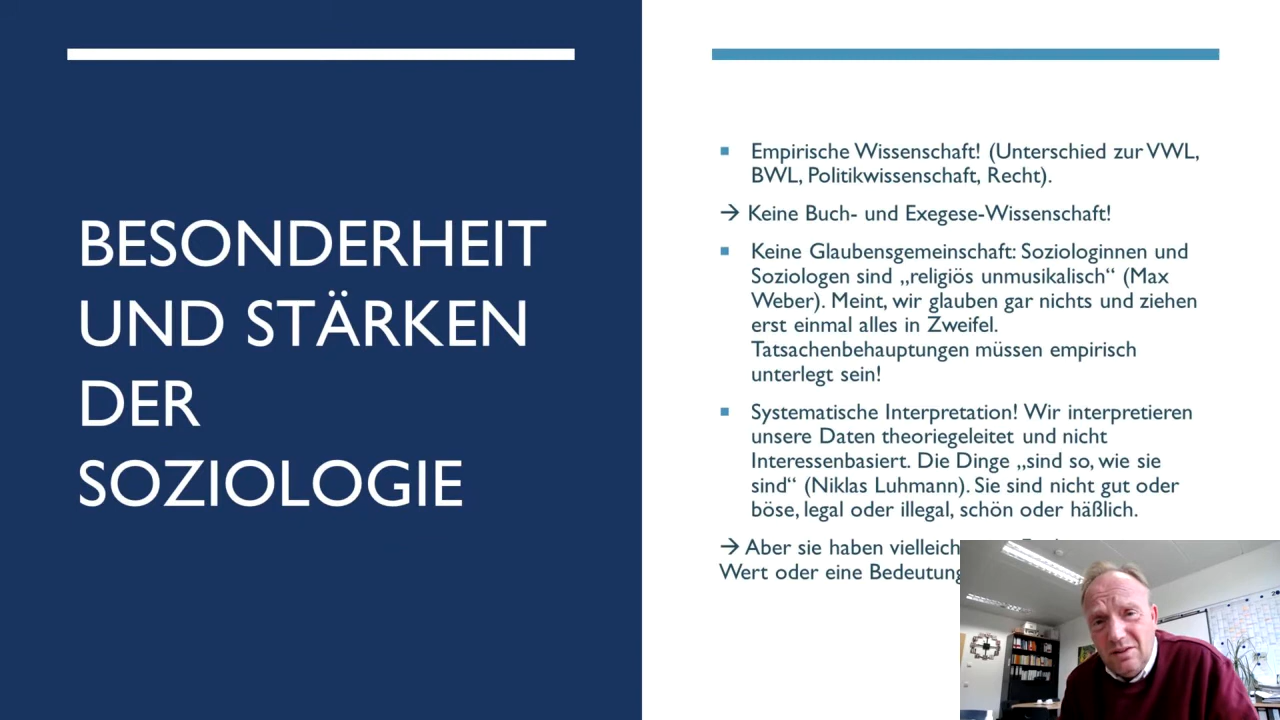 BESONDERHEIT
UND STÄRKEN
DER
SOZIOLOGIE
▪ Empirische Wissenschaft! (Unterschied zur VWL,
BWL, Politikwissenschaft, Recht).
→ Keine Buch- und Exegese-Wissenschaft!
▪ Keine Glaubensgemeinschaft: Soziologinnen und
Soziologen sind „religiös unmusikalisch“ (Max
Weber). Meint, wir glauben gar nichts und ziehen
erst einmal alles in Zweifel.
Tatsachenbehauptungen müssen empirisch
unterlegt sein!
▪ Systematische Interpretation! Wir interpretieren
unsere Daten theoriegeleitet und nicht
Interessenbasiert. Die Dinge „sind so, wie sie
sind“ (Niklas Luhmann). Sie sind nicht gut oder
böse, legal oder illegal, schön oder häßlich.
→ Aber sie haben
Wert oder eine